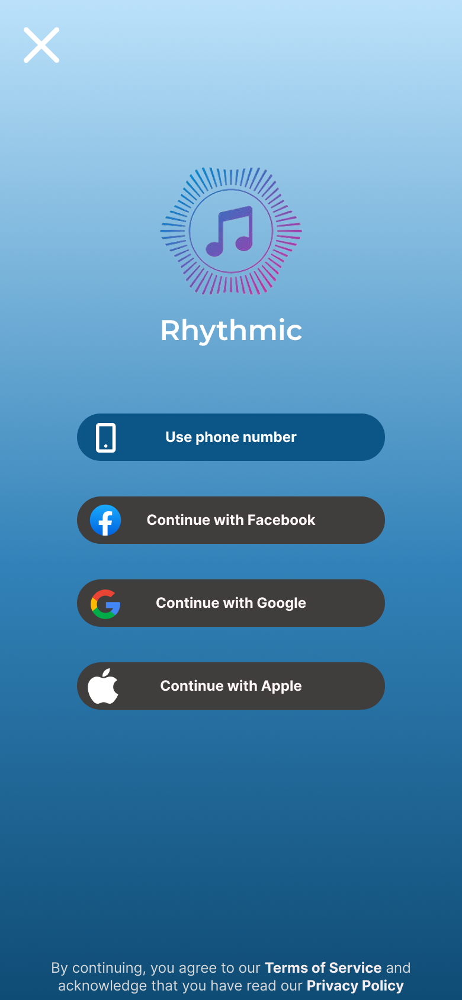 Rhythmic
Use phone number
Continue with Facebook
Continue with Google
Continue with Apple
By continuing, you agree to our Terms of Service and
acknowledge that you have read our Privacy Policy